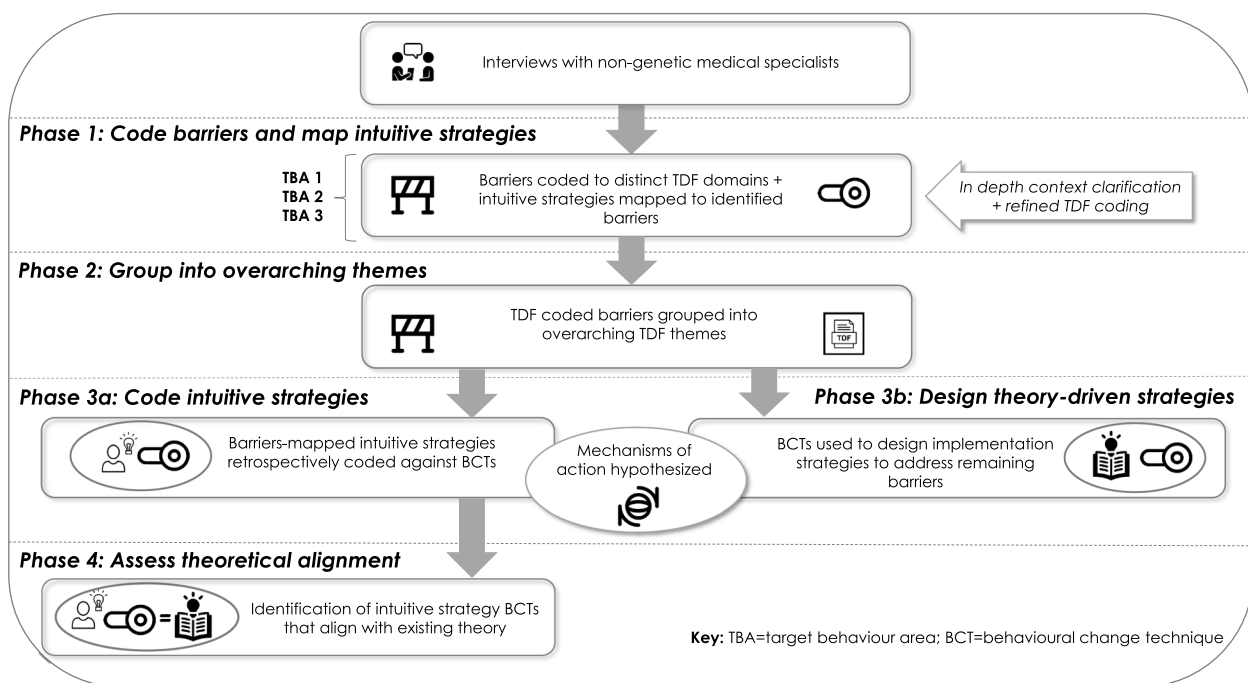 Interviews with non-genetic medical specialists
Phase 1: Code barriers and map intuitive strategies
TBA 1
TBA 2
TBA 3
Barriers coded to distinct TDF domains +
intuitive strategies mapped to identified
barriers
In depth context clarification
+ refined TDF coding
Phase 2: Group into overarching themes
TDF coded barriers grouped into
overarching TDF themes
TDF
Phase 3a: Code intuitive strategies
Phase 3b: Design theory-driven strategies
Barriers-mapped intuitive strategies
retrospectively coded against BCTs
Mechanisms of
action hypothesized
BCTs used to design implementation
strategies to address remaining
barriers
Phase 4: Assess theoretical alignment
=
Identification of intuitive strategy BCTs
that align with existing theory
Key: TBA=target behaviour area; BCT=behavioural change technique